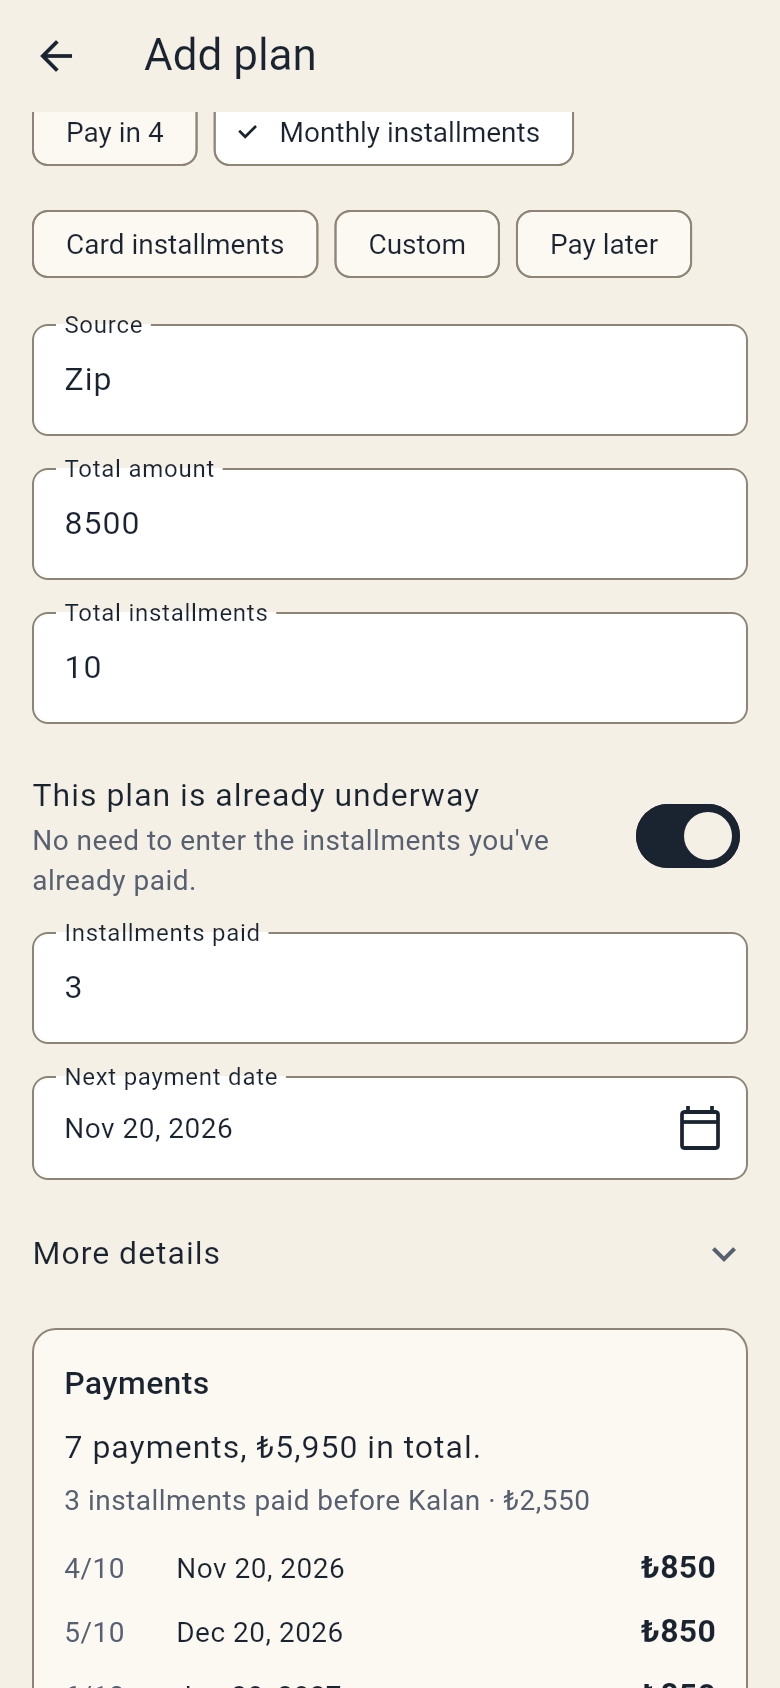 Add plan
Pay in 4
Monthly installments
Card installments
Custom
Pay later
Source
Zip
Total amount
8500
Total installments
10
This plan is already underway
No need to enter the installments you've
already paid.
Installments paid
3
Next payment date
Nov 20, 2026
More details
Payments
7 payments, ₺5,950 in total.
3 installments paid before Kalan · ₺2,550
4/10 Nov 20, 2026 ₺850
5/10 Dec 20, 2026 ₺850